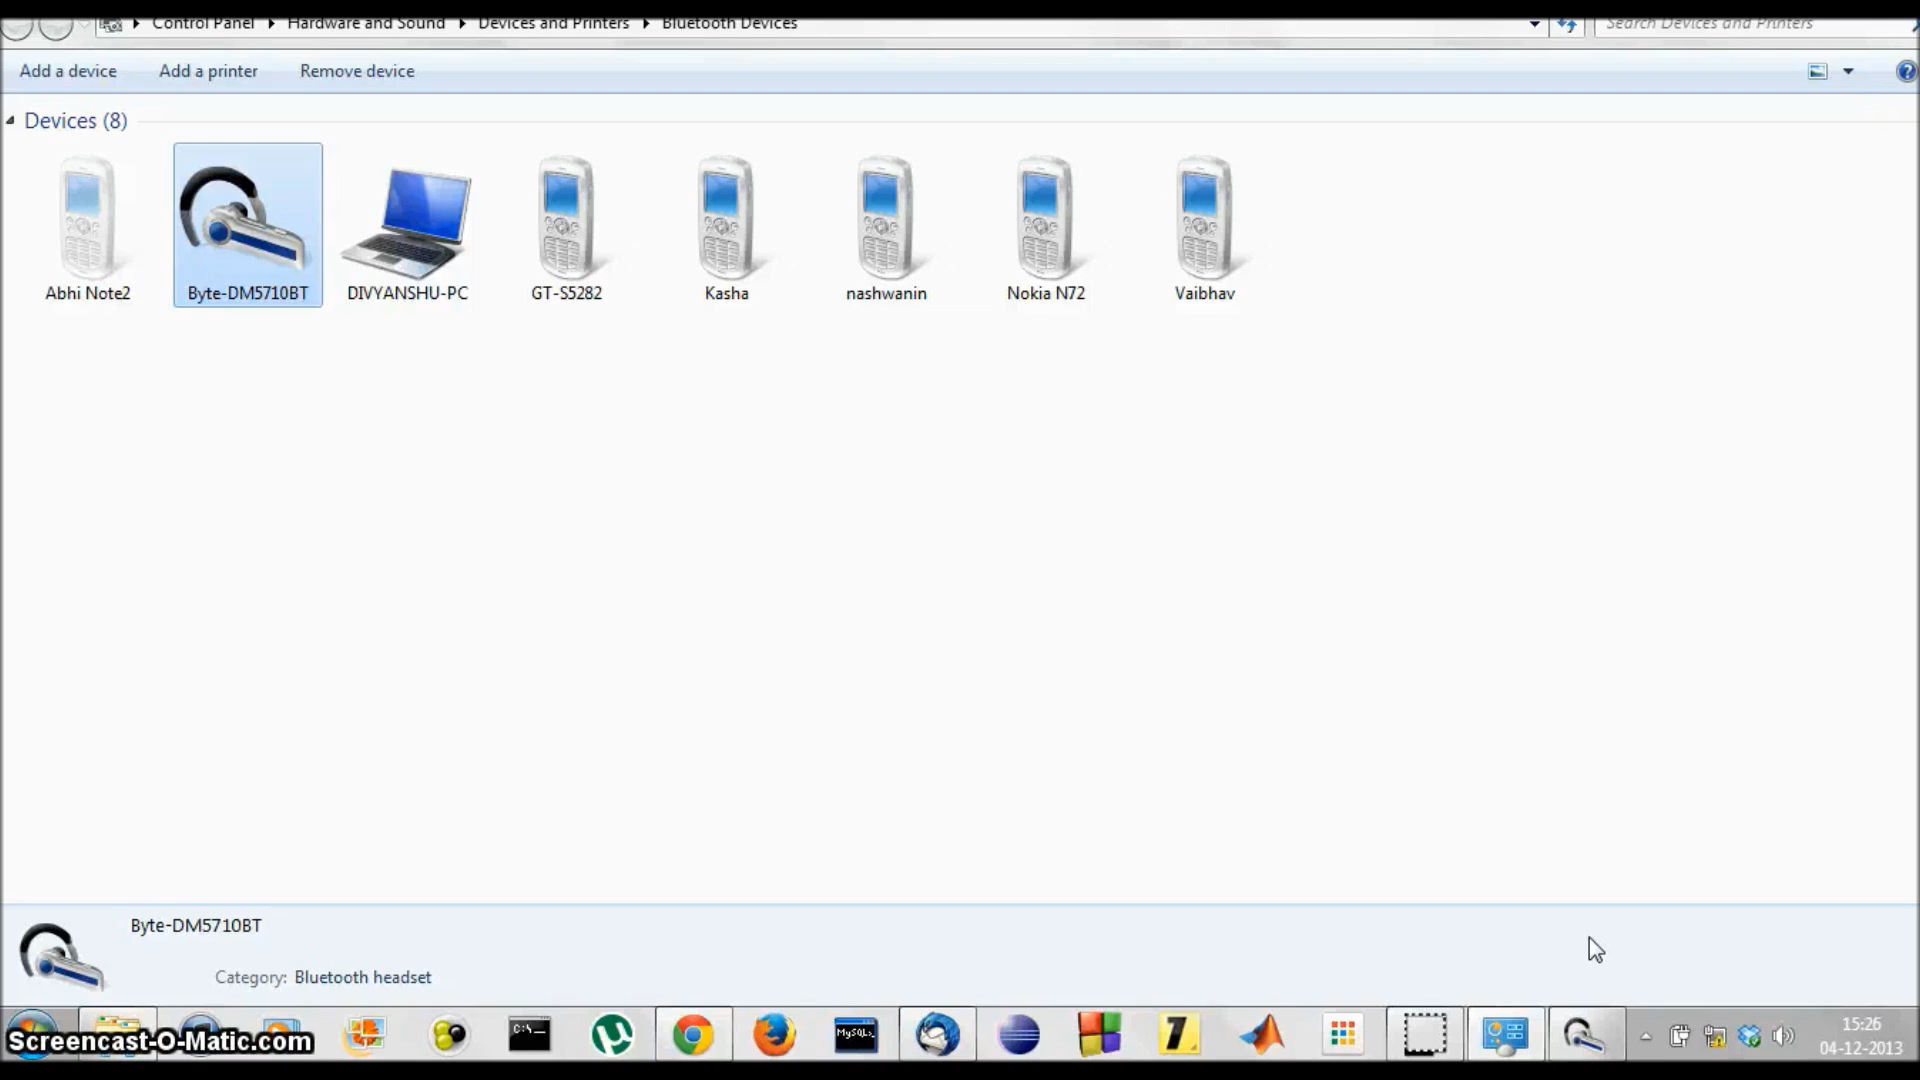 Control Panel Hardware and Sound Devices and Printers Bluetooth Devices Search Devices and Printers
Add a device Add a printer Remove device
Devices (8)
Abhi Note2 Byte-DM5710BT DIVYANSHU-PC GT-S5282 Kasha nashwanin Nokia N72 Vaibhav
Byte-DM5710BT
Category: Bluetooth headset
C:\_
MySQL>
7
15:26
04-12-2013
Screencast-O-Matic.com